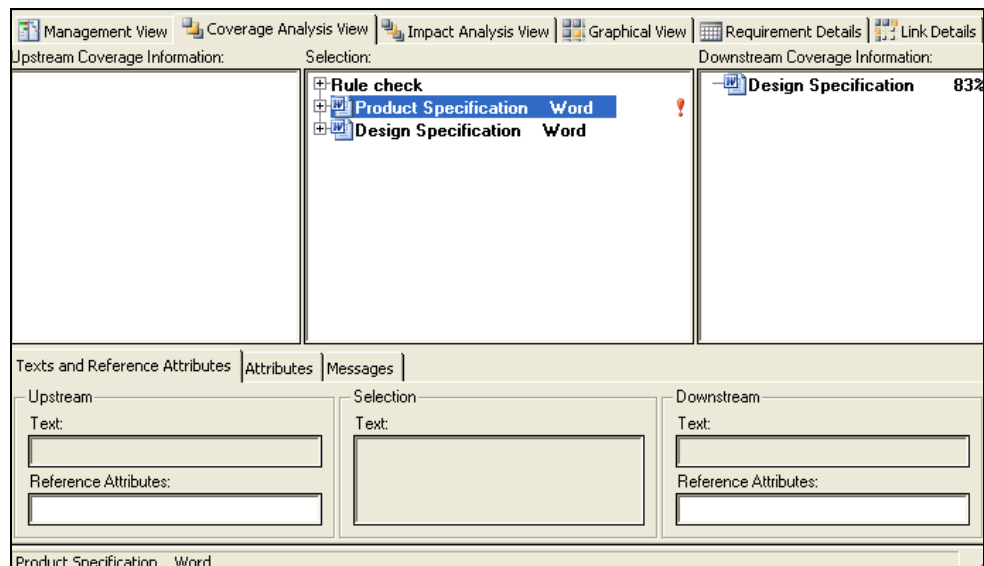 Management View Coverage Analysis View Impact Analysis View Graphical View Requirement Details Link Details
Upstream Coverage Information: Selection: Downstream Coverage Information:
Rule check Design Specification 83%
Product Specification Word
Design Specification Word
Texts and Reference Attributes Attributes Messages
Upstream Selection Downstream
Text: Text: Text:
Reference Attributes: Reference Attributes:
Product Specification Word